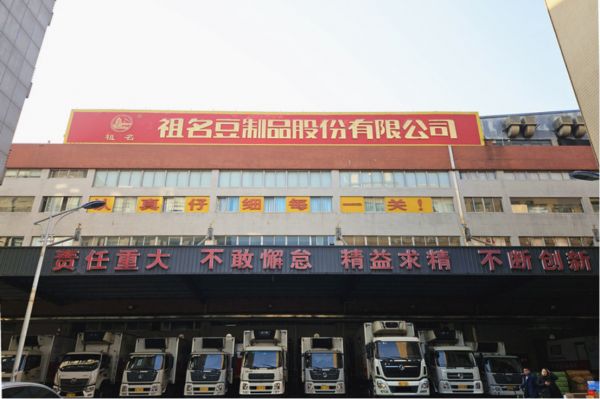 祖名
祖名豆制品股份有限公司
认真仔细每一关!
责任重大 不敢懈怠 精益求精 不断创新